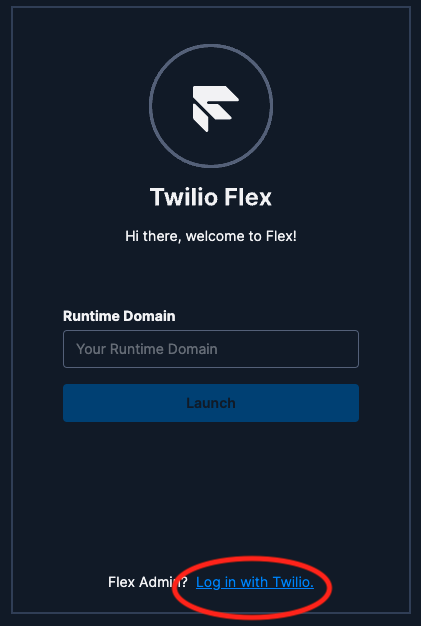 Twilio Flex
Hi there, welcome to Flex!
Runtime Domain
Your Runtime Domain
Launch
Flex Admin? Log in with Twilio.